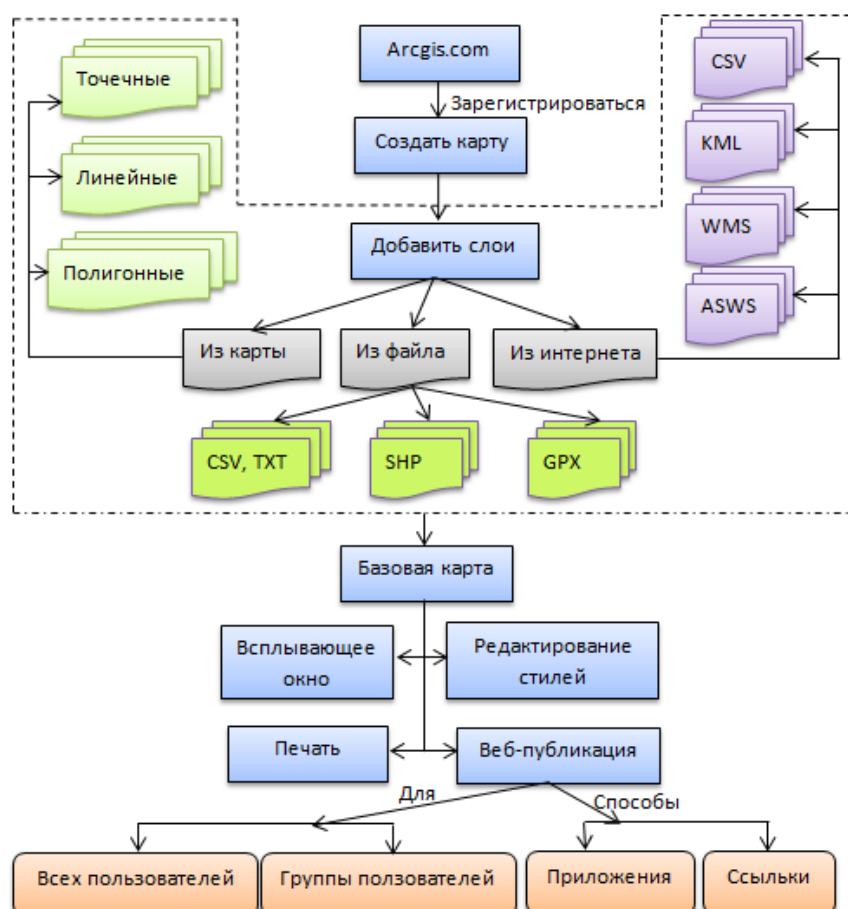 Arcgis.com
Зарегистрироваться
Создать карту
Точечные
Линейные
Полигонные
CSV
KML
WMS
ASWS
Добавить слои
Из карты
Из файла
Из интернета
CSV, TXT
SHP
GPX
Базовая карта
Всплывающее
окно
Редактирование
стилей
Печать
Веб-публикация
Для
Способы
Всех пользователей
Группы ползователей
Приложения
Ссыльки